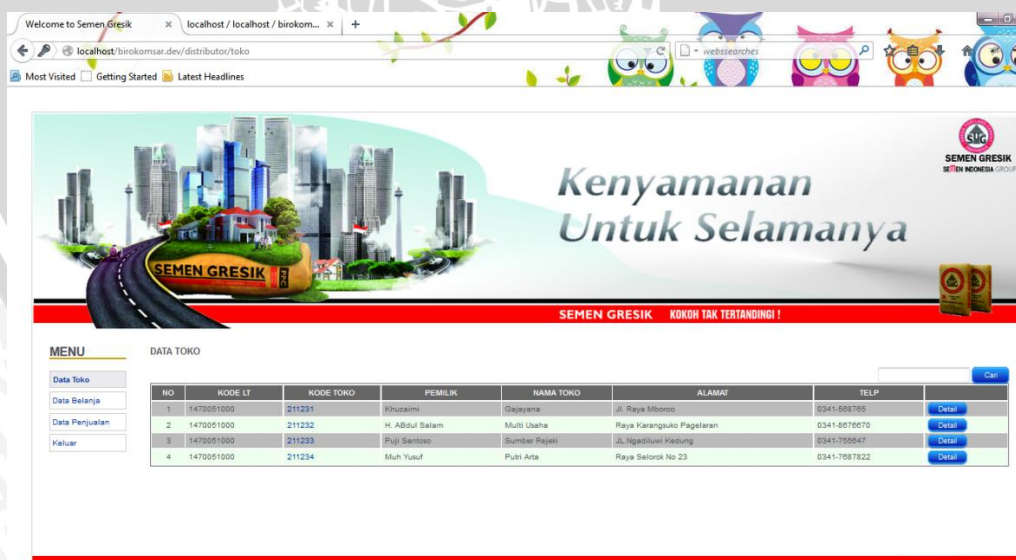 Welcome to Semen Gresik × localhost / localhost / birokom... × +
localhost/birokomsar.dev/distributor/toko
webssearches
Most Visited Getting Started Latest Headlines
SUG
SEMEN GRESIK
SEMEN INDONESIA GROUP
Kenyamanan
Untuk Selamanya
SEMEN GRESIK PPC
SEMEN GRESIK KOKOH TAK TERTANDINGI !
MENU
Data Toko
Data Belanja
Data Penjualan
Keluar
DATA TOKO
Cari
NO KODE LT KODE TOKO PEMILIK NAMA TOKO ALAMAT TELP
1 1470051000 211231 Khuzaimi Gajayana Jl. Raya Mboroo 0341-568765 Detail
2 1470051000 211232 H. ABdul Salam Multi Usaha Raya Karangsuko Pagelaran 0341-8676670 Detail
3 1470051000 211233 Puji Santoso Sumber Rejeki JL.Ngadiluwi Kedung 0341-756647 Detail
4 1470051000 211234 Muh Yusuf Putri Arta Raya Selorok No 23 0341-7687822 Detail